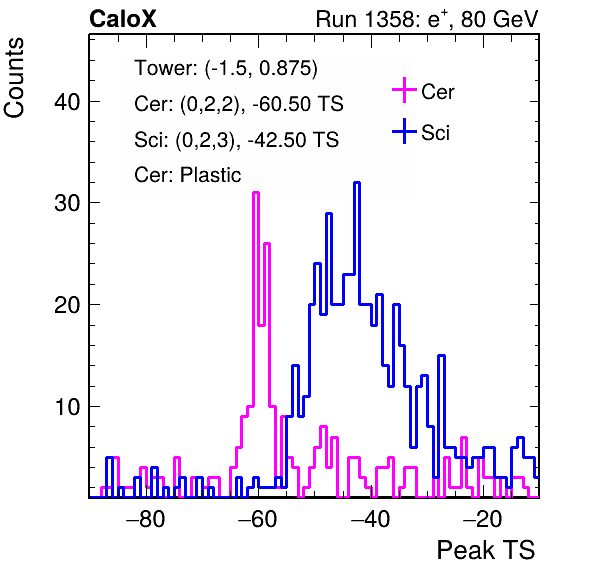 CaloX Run 1358: e⁺, 80 GeV
Counts
Tower: (-1.5, 0.875)
Cer: (0,2,2), -60.50 TS
Sci: (0,2,3), -42.50 TS
Cer: Plastic
Cer
Sci
40
30
20
10
−80 −60 −40 −20
Peak TS